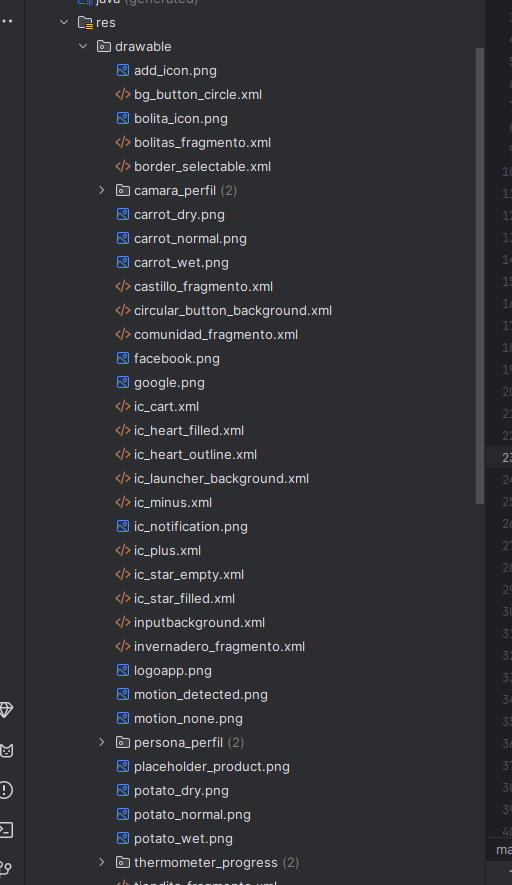 java (generated)
res
drawable
add_icon.png
bg_button_circle.xml
bolita_icon.png
bolitas_fragmento.xml
border_selectable.xml
camara_perfil (2)
carrot_dry.png
carrot_normal.png
carrot_wet.png
castillo_fragmento.xml
circular_button_background.xml
comunidad_fragmento.xml
facebook.png
google.png
ic_cart.xml
ic_heart_filled.xml
ic_heart_outline.xml
ic_launcher_background.xml
ic_minus.xml
ic_notification.png
ic_plus.xml
ic_star_empty.xml
ic_star_filled.xml
inputbackground.xml
invernadero_fragmento.xml
logoapp.png
motion_detected.png
motion_none.png
persona_perfil (2)
placeholder_product.png
potato_dry.png
potato_normal.png
potato_wet.png
thermometer_progress (2)